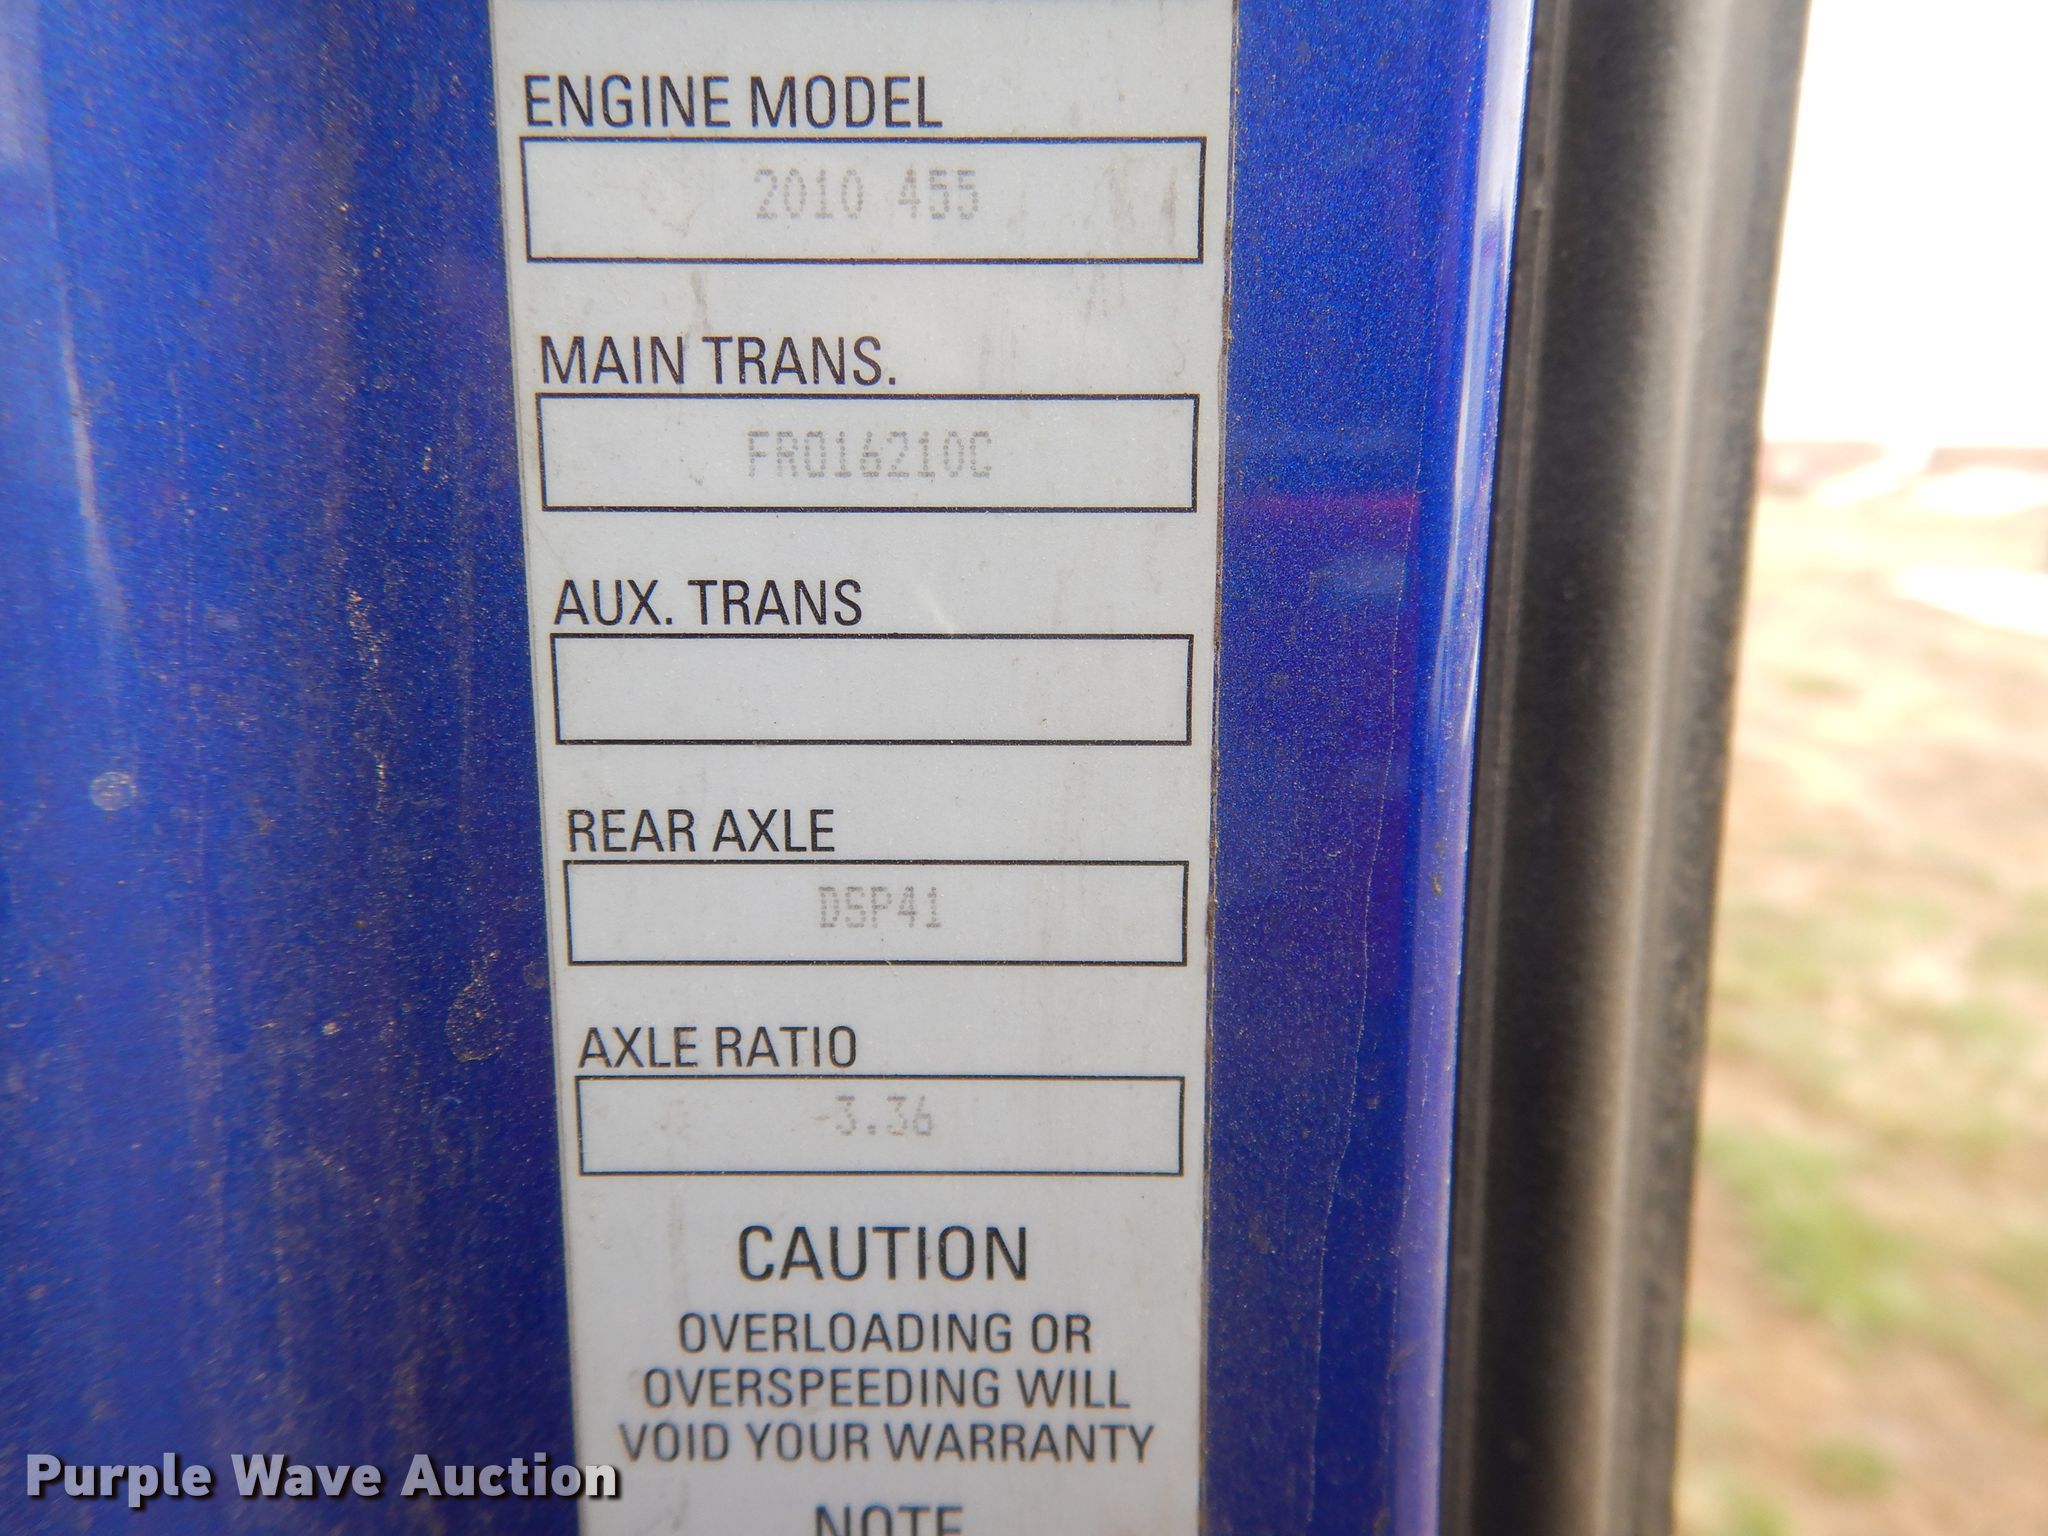 ENGINE MODEL
2010 455
MAIN TRANS.
FRO16210C
AUX. TRANS
REAR AXLE
DSP41
AXLE RATIO
3.36
CAUTION
OVERLOADING OR
OVERSPEEDING WILL
VOID YOUR WARRANTY
NOTE
Purple Wave Auction